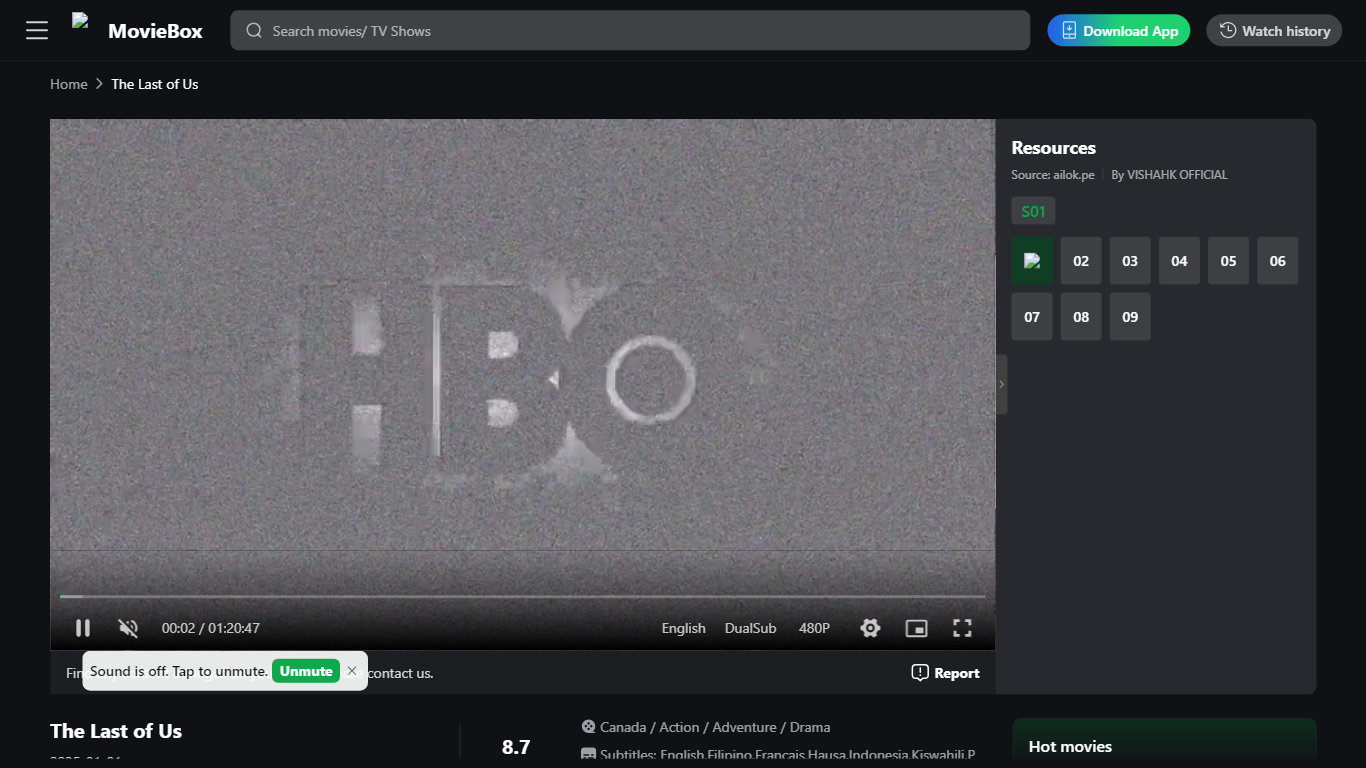 MovieBox
Search movies/ TV Shows
Download App
Watch history
Home > The Last of Us
HBO
00:02 / 01:20:47
English
DualSub
480P
Sound is off. Tap to unmute.
Unmute
contact us.
Report
Resources
Source: ailok.pe
By VISHAHK OFFICIAL
S01
02
03
04
05
06
07
08
09
The Last of Us
8.7
Canada / Action / Adventure / Drama
Subtitles: English,Filipino,Français,Hausa,Indonesia,Kiswahili,P
Hot movies